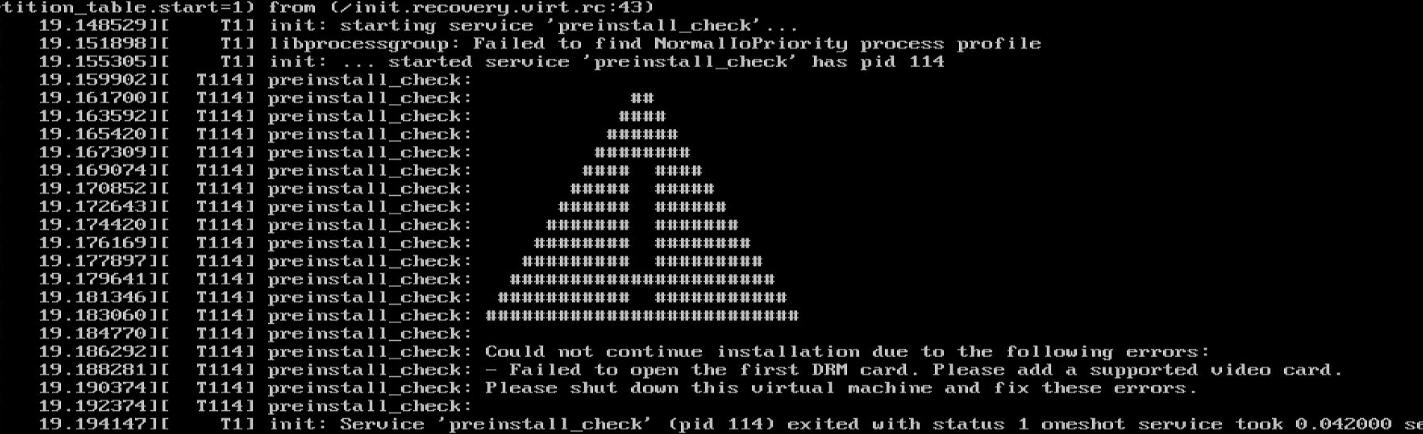 tition_table.start=1) from (/init.recovery.virt.rc:43)
19.148529][ T1] init: starting service 'preinstall_check'...
19.151898][ T1] libprocessgroup: Failed to find NormalIoPriority process profile
19.155305][ T1] init: ... started service 'preinstall_check' has pid 114
19.159902][ T114] preinstall_check:
19.161700][ T114] preinstall_check:              ##
19.163592][ T114] preinstall_check:             ####
19.165420][ T114] preinstall_check:            ######
19.167309][ T114] preinstall_check:           ########
19.169074][ T114] preinstall_check:          ####  ####
19.170852][ T114] preinstall_check:         #####  #####
19.172643][ T114] preinstall_check:        ######  ######
19.174420][ T114] preinstall_check:       #######  #######
19.176169][ T114] preinstall_check:      ########  ########
19.177897][ T114] preinstall_check:     #########  #########
19.179641][ T114] preinstall_check:    ######################
19.181346][ T114] preinstall_check:   ###########  ###########
19.183060][ T114] preinstall_check:  ##########################
19.184770][ T114] preinstall_check:
19.186292][ T114] preinstall_check: Could not continue installation due to the following errors:
19.188281][ T114] preinstall_check: - Failed to open the first DRM card. Please add a supported video card.
19.190374][ T114] preinstall_check: Please shut down this virtual machine and fix these errors.
19.192374][ T114] preinstall_check:
19.194147][ T1] init: Service 'preinstall_check' (pid 114) exited with status 1 oneshot service took 0.042000 se